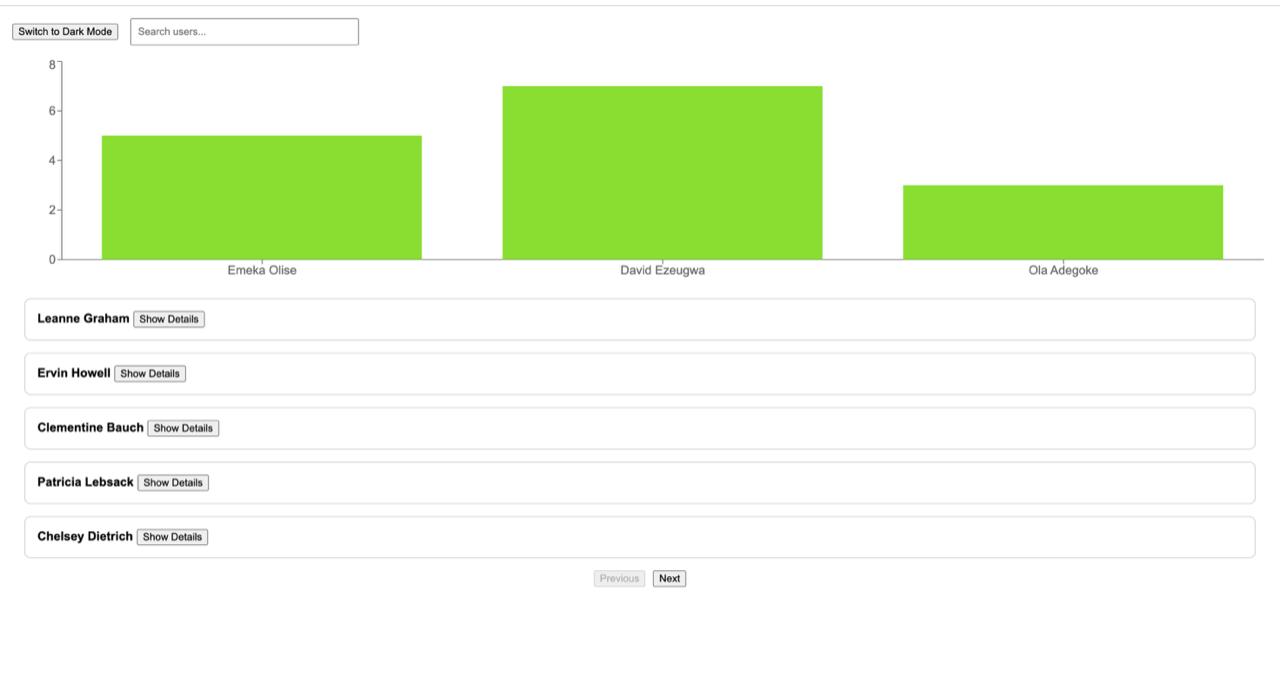 Switch to Dark Mode Search users...
8
6
4
2
0
Emeka Olise David Ezeugwa Ola Adegoke
Leanne Graham Show Details
Ervin Howell Show Details
Clementine Bauch Show Details
Patricia Lebsack Show Details
Chelsey Dietrich Show Details
Previous Next